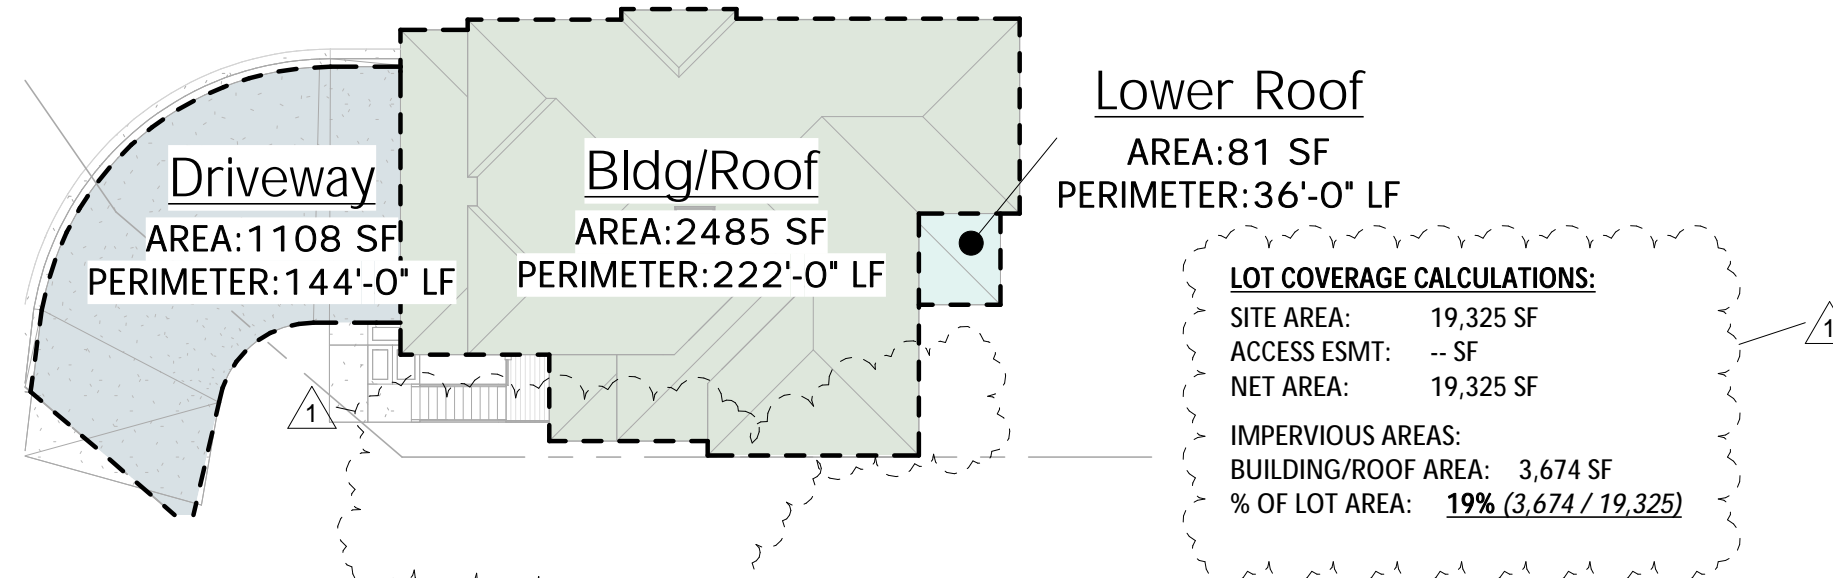 Driveway
AREA:1108 SF
PERIMETER:144'-0" LF
Bldg/Roof
AREA:2485 SF
PERIMETER:222'-0" LF
Lower Roof
AREA:81 SF
PERIMETER:36'-0" LF
1
LOT COVERAGE CALCULATIONS:
SITE AREA: 19,325 SF
ACCESS ESMT: -- SF
NET AREA: 19,325 SF
IMPERVIOUS AREAS:
BUILDING/ROOF AREA: 3,674 SF
% OF LOT AREA: 19% (3,674 / 19,325)
1